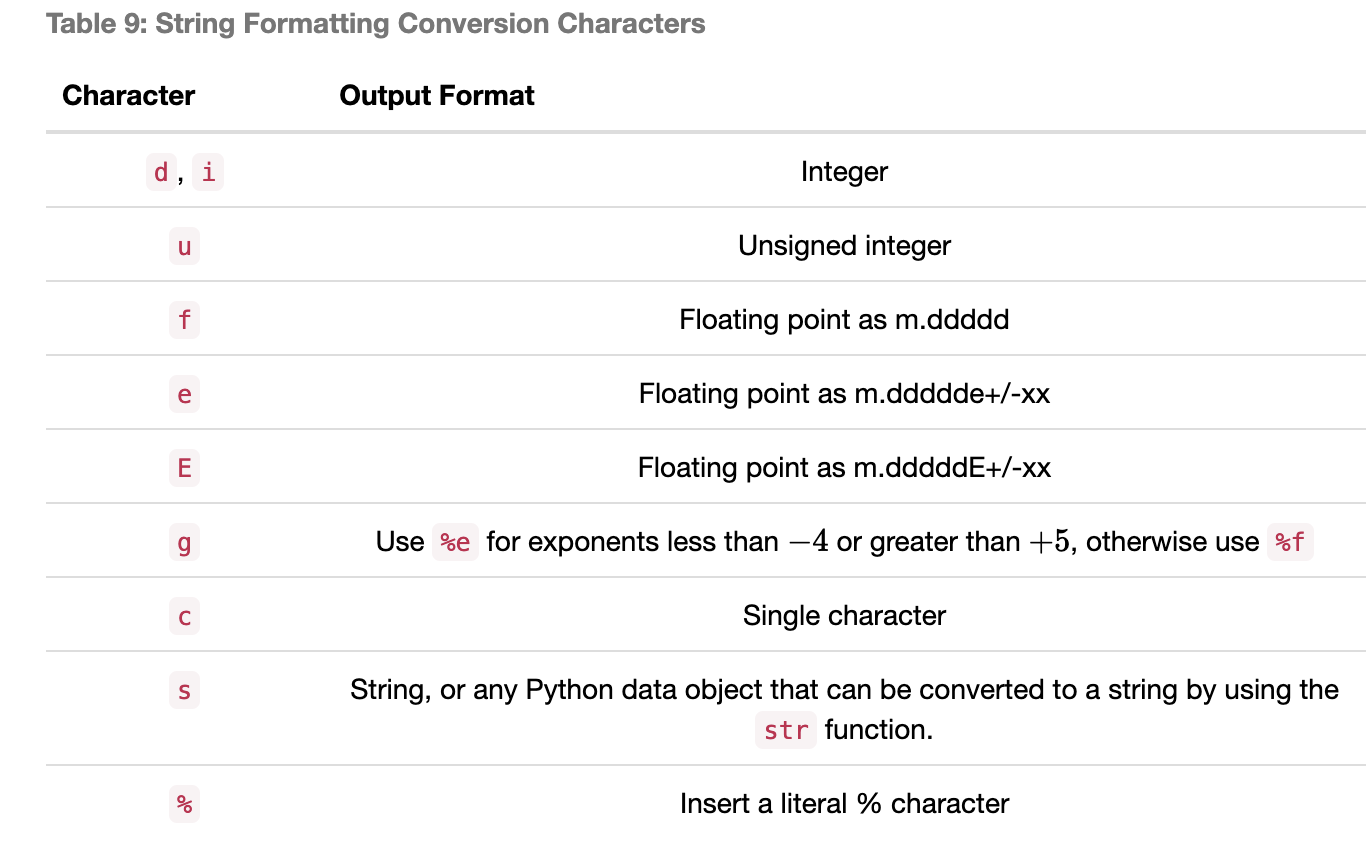 Table 9: String Formatting Conversion Characters
Character Output Format
d, i Integer
u Unsigned integer
f Floating point as m.ddddd
e Floating point as m.ddddde+/-xx
E Floating point as m.dddddE+/-xx
g Use %e for exponents less than −4 or greater than +5, otherwise use %f
c Single character
s String, or any Python data object that can be converted to a string by using the
str function.
% Insert a literal % character